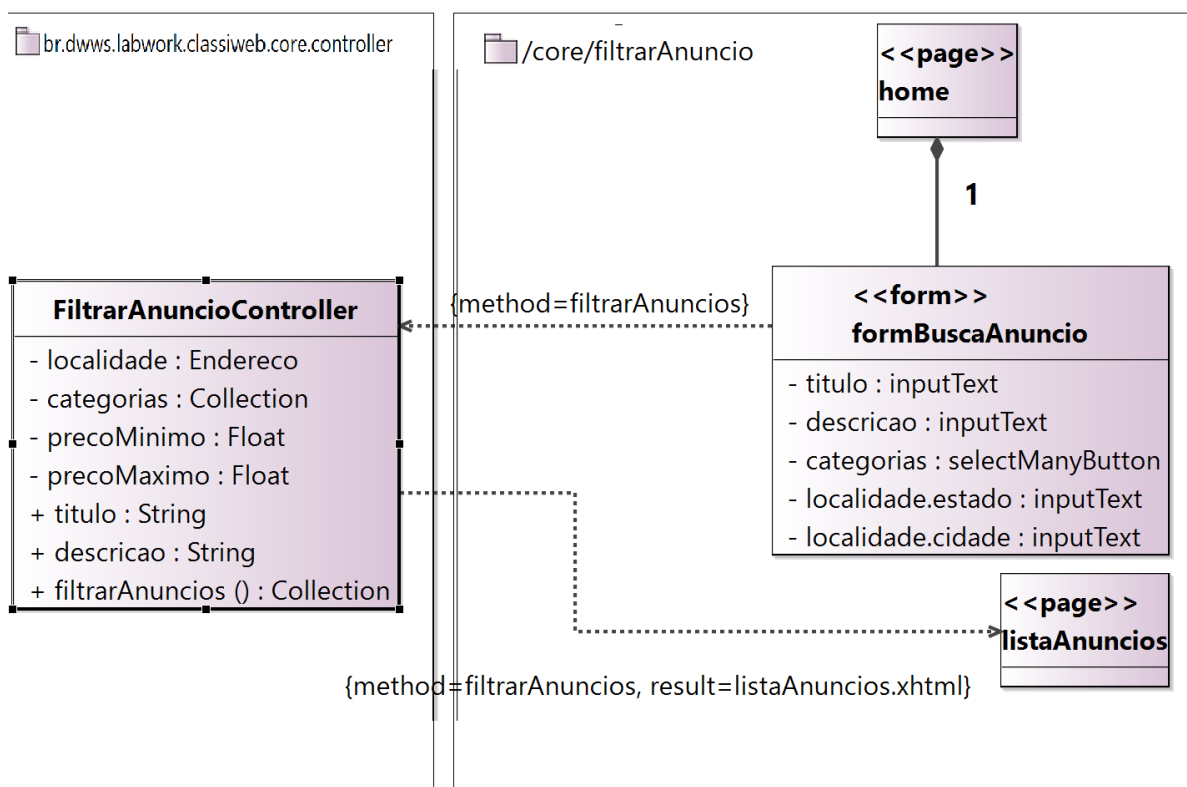 br.dwws.labwork.classiweb.core.controller
/core/filtrarAnuncio
<<page>>
home
1
FiltrarAnuncioController
- localidade : Endereco
- categorias : Collection
- precoMinimo : Float
- precoMaximo : Float
+ titulo : String
+ descricao : String
+ filtrarAnuncios () : Collection
{method=filtrarAnuncios}
<<form>>
formBuscaAnuncio
- titulo : inputText
- descricao : inputText
- categorias : selectManyButton
- localidade.estado : inputText
- localidade.cidade : inputText
<<page>>
listaAnuncios
{method=filtrarAnuncios, result=listaAnuncios.xhtml}